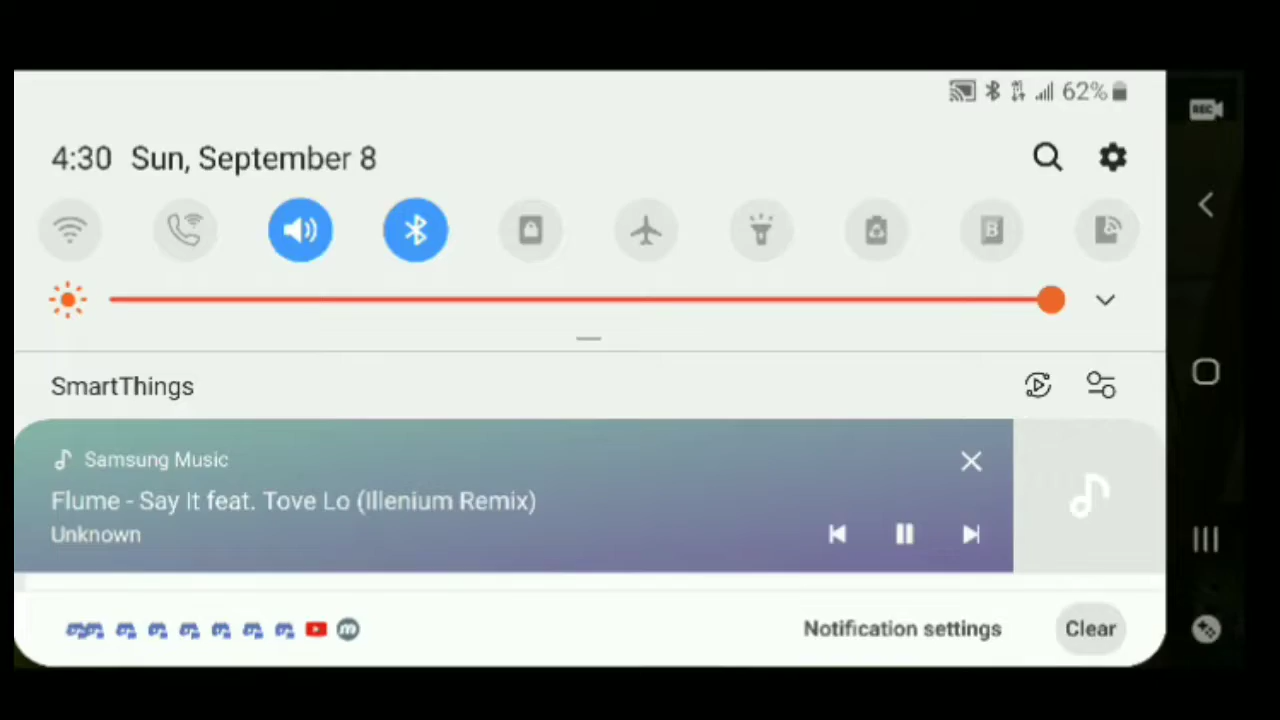 62%
REC
4:30 Sun, September 8
B
SmartThings
Samsung Music
Flume - Say It feat. Tove Lo (Illenium Remix)
Unknown
m
Notification settings
Clear